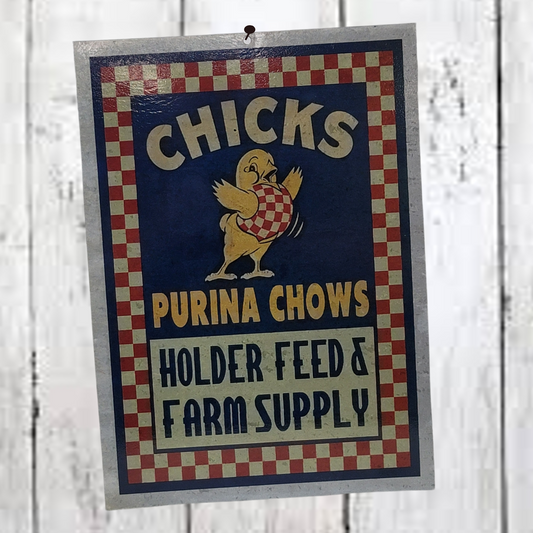 CHICKS
PURINA CHOWS
HOLDER FEED &
FARM SUPPLY